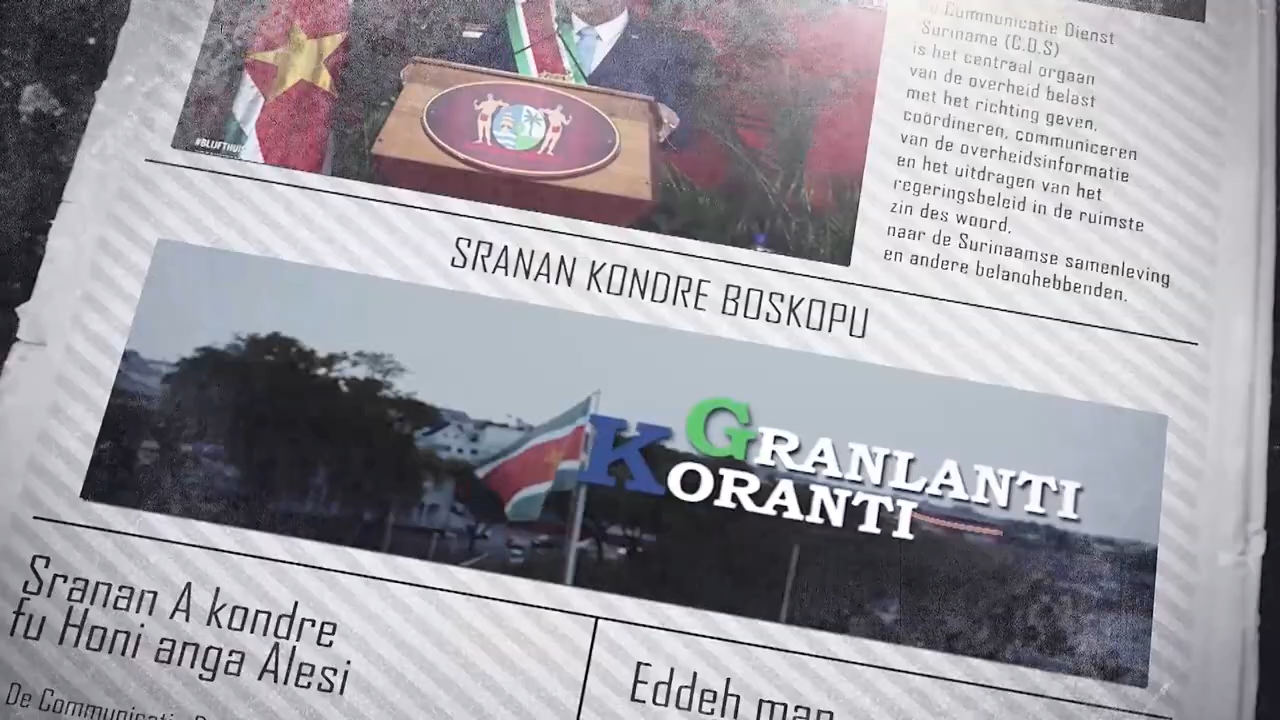 #BLUFTHUIS
Communicatie Dienst
Suriname (C.D.S)
is het centraal orgaan
van de overheid belast
met het richting geven,
coördineren, communiceren
van de overheidsinformatie
en het uitdragen van het
regeringsbeleid in de ruimste
zin des woord,
naar de Surinaamse samenleving
en andere belanghebbenden.
SRANAN KONDRE BOSKOPU
GRANLANTI
KORANTI
Sranan A kondre
fu Honi anga Alesi
De Communicatie
Eddeh man